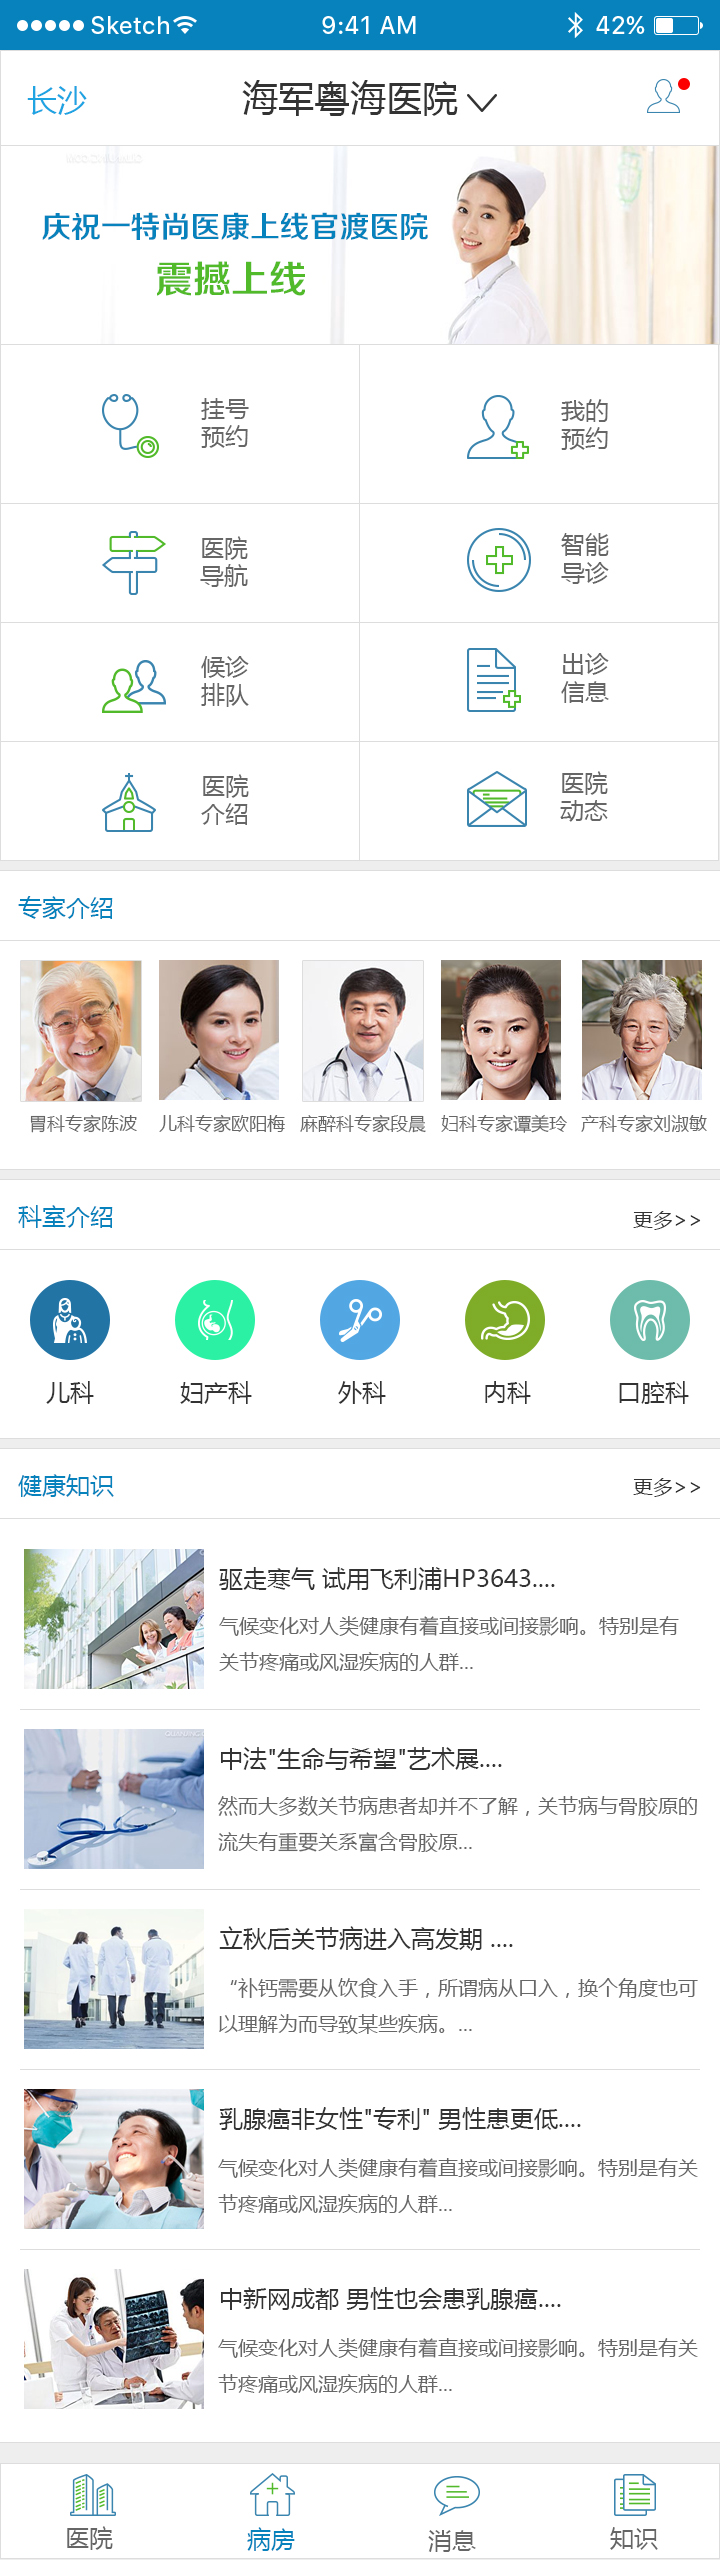 Sketch 9:41 AM 42%
长沙 海军粤海医院
庆祝一特尚医康上线官渡医院
震撼上线
挂号
预约
我的
预约
医院
导航
智能
导诊
候诊
排队
出诊
信息
医院
介绍
医院
动态
专家介绍
胃科专家陈波 儿科专家欧阳梅 麻醉科专家段晨 妇科专家谭美玲 产科专家刘淑敏
科室介绍 更多>>
儿科 妇产科 外科 内科 口腔科
健康知识 更多>>
驱走寒气 试用飞利浦HP3643....
气候变化对人类健康有着直接或间接影响。特别是有
关节疼痛或风湿疾病的人群...
中法"生命与希望"艺术展....
然而大多数关节病患者却并不了解，关节病与骨胶原的
流失有重要关系富含骨胶原...
立秋后关节病进入高发期 ....
“补钙需要从饮食入手，所谓病从口入，换个角度也可
以理解为而导致某些疾病。...
乳腺癌非女性"专利" 男性患更低....
气候变化对人类健康有着直接或间接影响。特别是有关
节疼痛或风湿疾病的人群...
中新网成都 男性也会患乳腺癌....
气候变化对人类健康有着直接或间接影响。特别是有关
节疼痛或风湿疾病的人群...
医院 病房 消息 知识